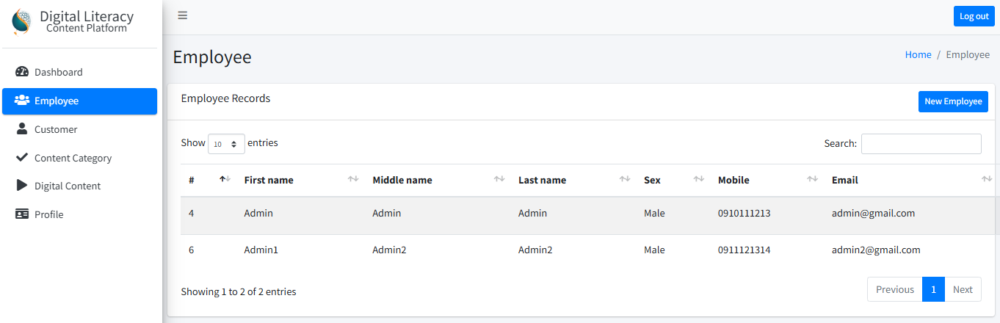 Digital Literacy
Content Platform
Log out
Employee
Home / Employee
Dashboard
Employee
Customer
Content Category
Digital Content
Profile
Employee Records
New Employee
Show 10 entries
Search:
# First name Middle name Last name Sex Mobile Email
4 Admin Admin Admin Male 0910111213 admin@gmail.com
6 Admin1 Admin2 Admin2 Male 0911121314 admin2@gmail.com
Showing 1 to 2 of 2 entries
Previous 1 Next